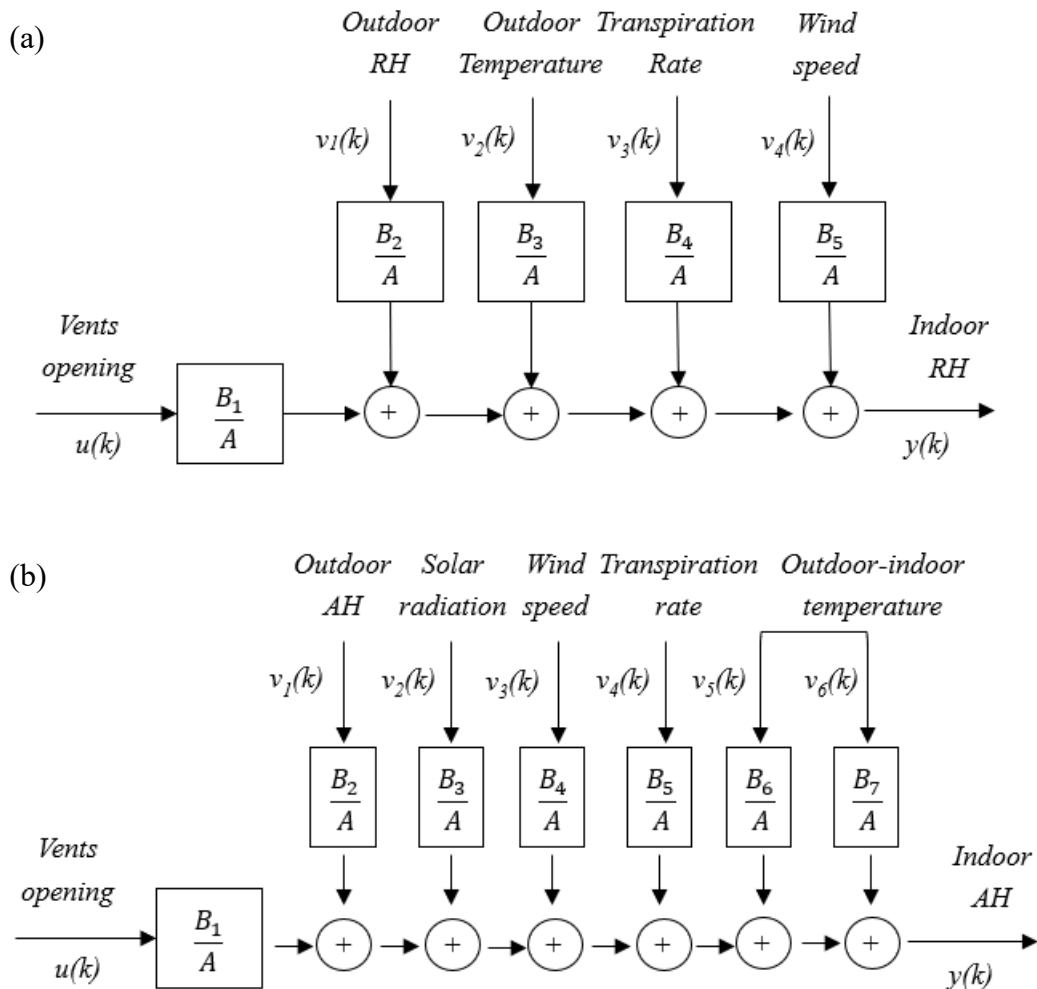 (a)
Outdoor RH
Outdoor Temperature
Transpiration Rate
Wind speed
v1(k)
v2(k)
v3(k)
v4(k)
B2/A
B3/A
B4/A
B5/A
Vents opening
u(k)
B1/A
+
+
+
+
Indoor RH
y(k)
(b)
Outdoor AH
Solar radiation
Wind speed
Transpiration rate
Outdoor-indoor temperature
v1(k)
v2(k)
v3(k)
v4(k)
v5(k)
v6(k)
B2/A
B3/A
B4/A
B5/A
B6/A
B7/A
Vents opening
u(k)
B1/A
+
+
+
+
+
+
Indoor AH
y(k)